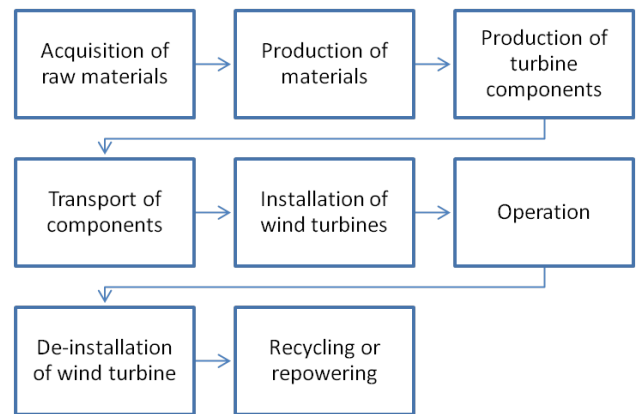 Acquisition of
raw materials
Production of
materials
Production of
turbine
components
Transport of
components
Installation of
wind turbines
Operation
De-installation
of wind turbine
Recycling or
repowering